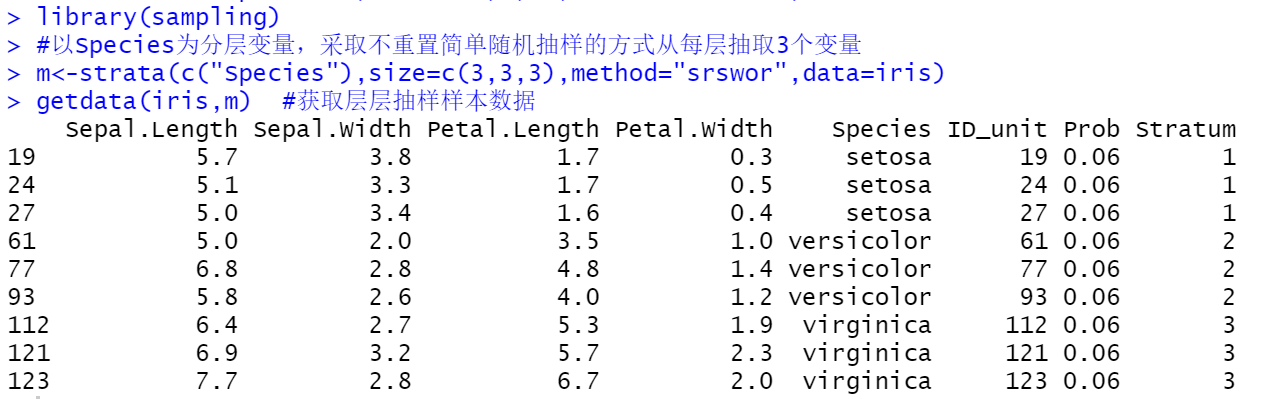 > library(sampling)
> #以Species为分层变量，采取不重置简单随机抽样的方式从每层抽取3个变量
> m<-strata(c("Species"),size=c(3,3,3),method="srswor",data=iris)
> getdata(iris,m)  #获取层层抽样样本数据
    Sepal.Length Sepal.Width Petal.Length Petal.Width    Species ID_unit Prob Stratum
19           5.7         3.8          1.7         0.3     setosa      19 0.06       1
24           5.1         3.3          1.7         0.5     setosa      24 0.06       1
27           5.0         3.4          1.6         0.4     setosa      27 0.06       1
61           5.0         2.0          3.5         1.0 versicolor      61 0.06       2
77           6.8         2.8          4.8         1.4 versicolor      77 0.06       2
93           5.8         2.6          4.0         1.2 versicolor      93 0.06       2
112          6.4         2.7          5.3         1.9  virginica     112 0.06       3
121          6.9         3.2          5.7         2.3  virginica     121 0.06       3
123          7.7         2.8          6.7         2.0  virginica     123 0.06       3